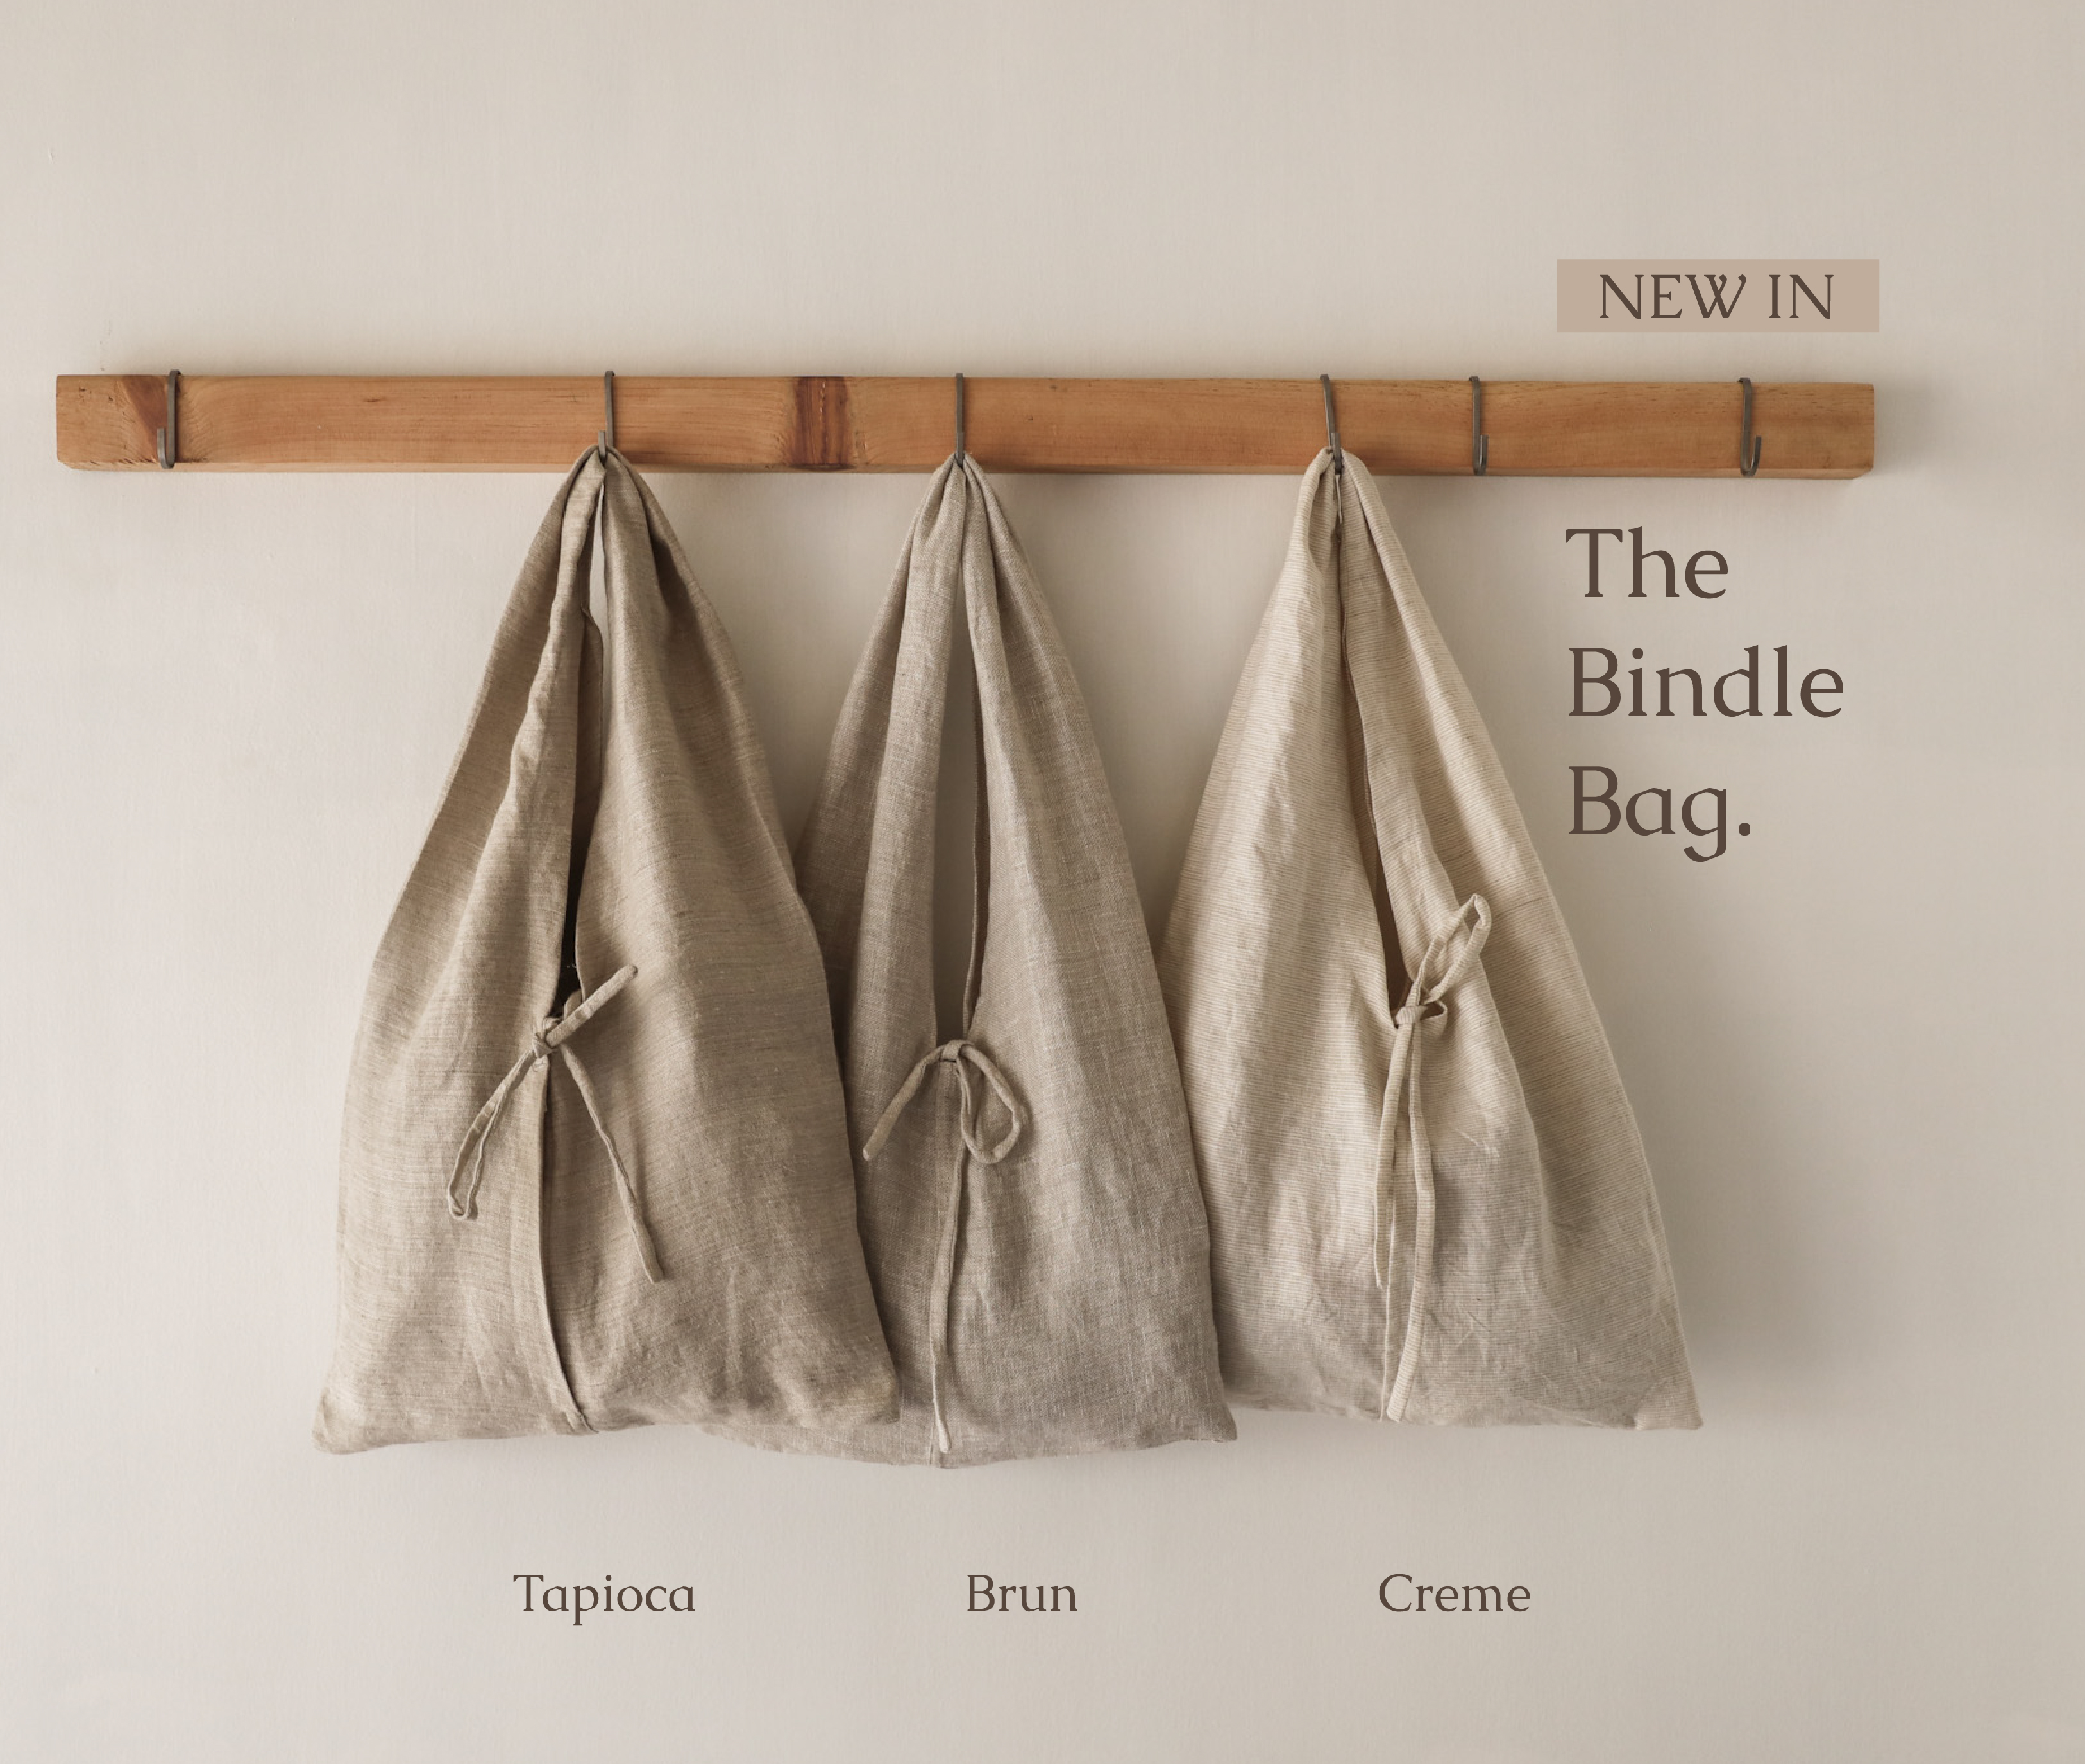 NEW IN
The
Bindle
Bag.
Tapioca
Brun
Creme